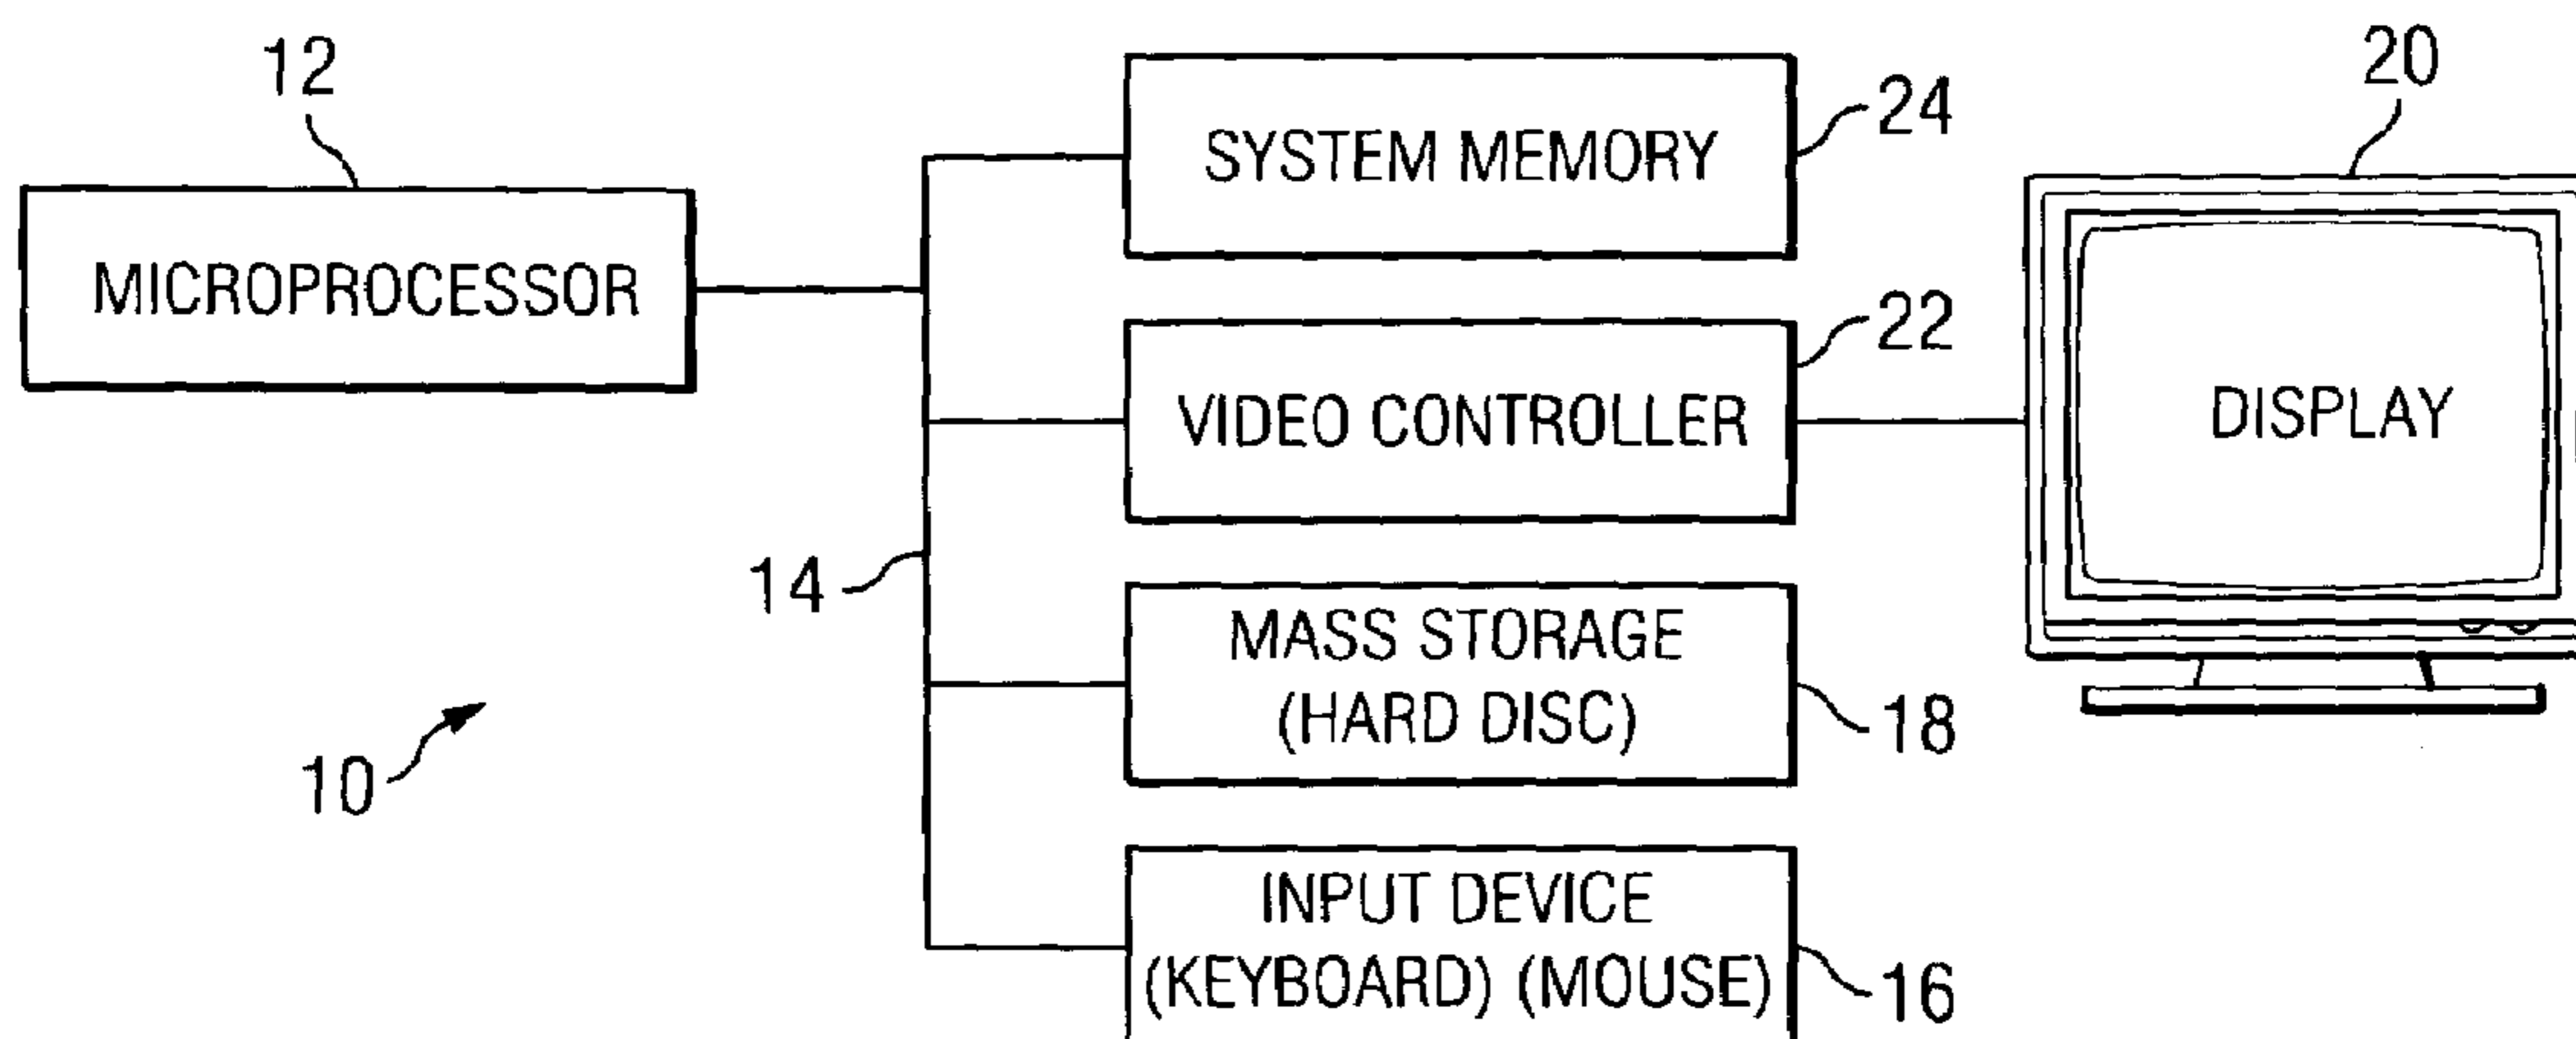 12
MICROPROCESSOR
SYSTEM MEMORY
24
VIDEO CONTROLLER
22
20
DISPLAY
14
MASS STORAGE
(HARD DISC)
18
10
INPUT DEVICE
(KEYBOARD) (MOUSE)
16